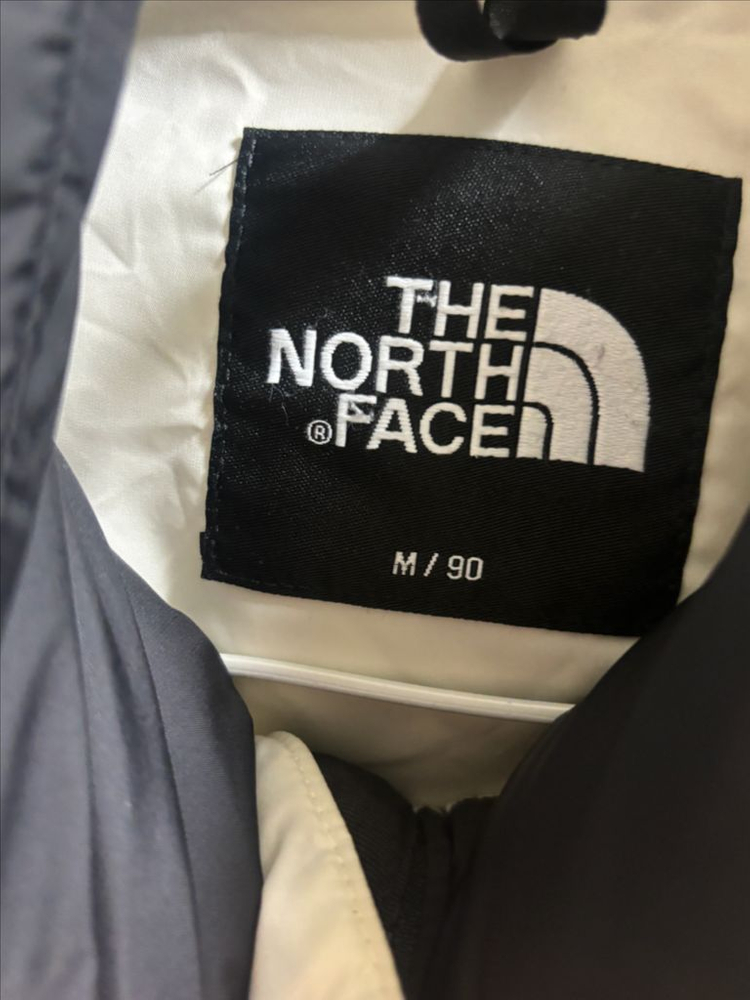 THE
NORTH
®FACE
M / 90